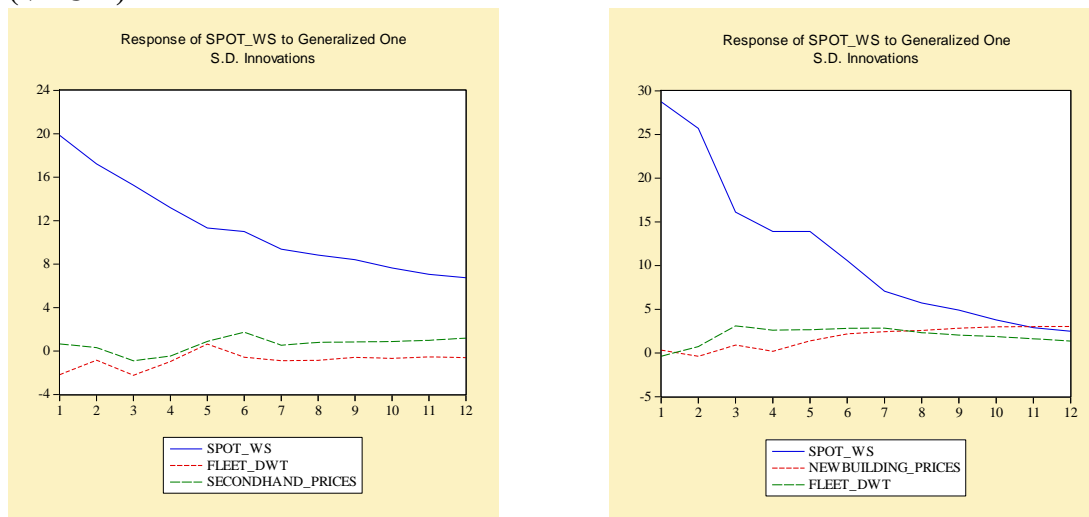 Response of SPOT_WS to Generalized One
S.D. Innovations
24
20
16
12
8
4
0
-4
1 2 3 4 5 6 7 8 9 10 11 12
SPOT_WS
FLEET_DWT
SECONDHAND_PRICES
Response of SPOT_WS to Generalized One
S.D. Innovations
30
25
20
15
10
5
0
-5
1 2 3 4 5 6 7 8 9 10 11 12
SPOT_WS
NEWBUILDING_PRICES
FLEET_DWT